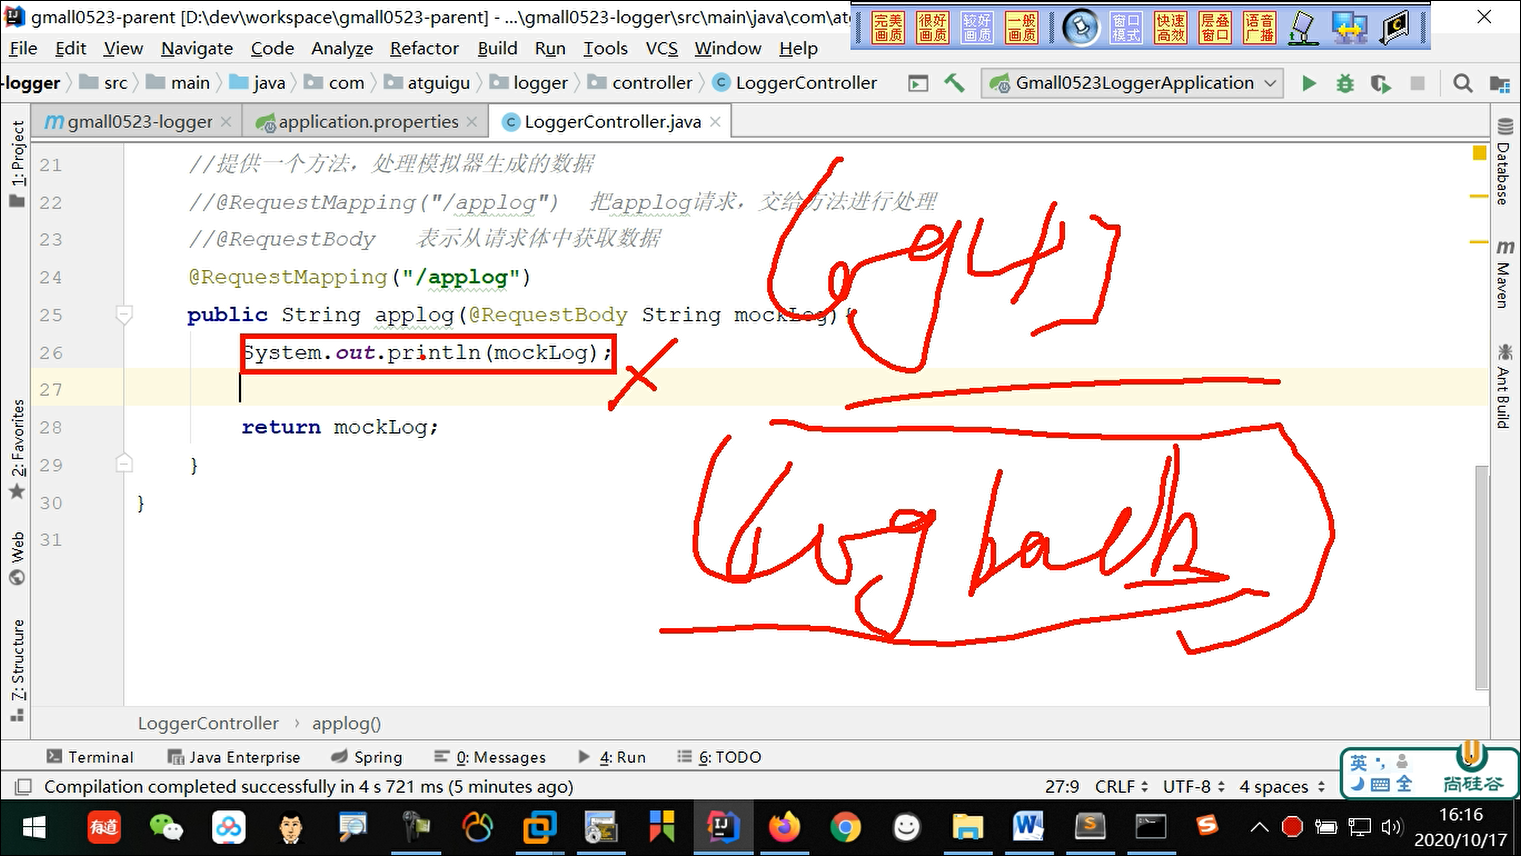 gmall0523-parent [D:\dev\workspace\gmall0523-parent] - ...\gmall0523-logger\src\main\java\com\at
完美画质 很好画质 较好画质 一般画质 窗口模式 快速高效 层叠窗口 语音广播
File Edit View Navigate Code Analyze Refactor Build Run Tools VCS Window Help
-logger src main java com atguigu logger controller LoggerController Gmall0523LoggerApplication
gmall0523-logger application.properties LoggerController.java
1: Project
2: Favorites
Web
7: Structure
21 //提供一个方法，处理模拟器生成的数据
22 //@RequestMapping("/applog") 把applog请求，交给方法进行处理
23 //@RequestBody 表示从请求体中获取数据
24 @RequestMapping("/applog")
25 public String applog(@RequestBody String mockLog){
26 System.out.println(mockLog);
27
28 return mockLog;
29 }
30 }
31
log4j
logback
Database
Maven
Ant Build
LoggerController › applog()
Terminal Java Enterprise Spring 0: Messages 4: Run 6: TODO
Compilation completed successfully in 4 s 721 ms (5 minutes ago) 27:9 CRLF UTF-8 4 spaces
英 全 尚硅谷
有道
16:16
2020/10/17